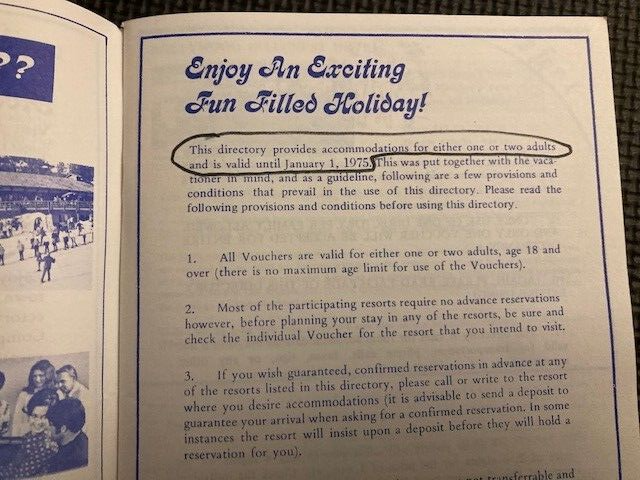 ??
Enjoy An Exciting
Fun Filled Holiday!
This directory provides accommodations for either one or two adults
and is valid until January 1, 1975. This was put together with the vaca-
tioner in mind, and as a guideline, following are a few provisions and
conditions that prevail in the use of this directory. Please read the
following provisions and conditions before using this directory.
1. All Vouchers are valid for either one or two adults, age 18 and
over (there is no maximum age limit for use of the Vouchers).
2. Most of the participating resorts require no advance reservations
however, before planning your stay in any of the resorts, be sure and
check the individual Voucher for the resort that you intend to visit.
3. If you wish guaranteed, confirmed reservations in advance at any
of the resorts listed in this directory, please call or write to the resort
where you desire accommodations (it is advisable to send a deposit to
guarantee your arrival when asking for a confirmed reservation. In some
instances the resort will insist upon a deposit before they will hold a
reservation for you).
not transferrable and